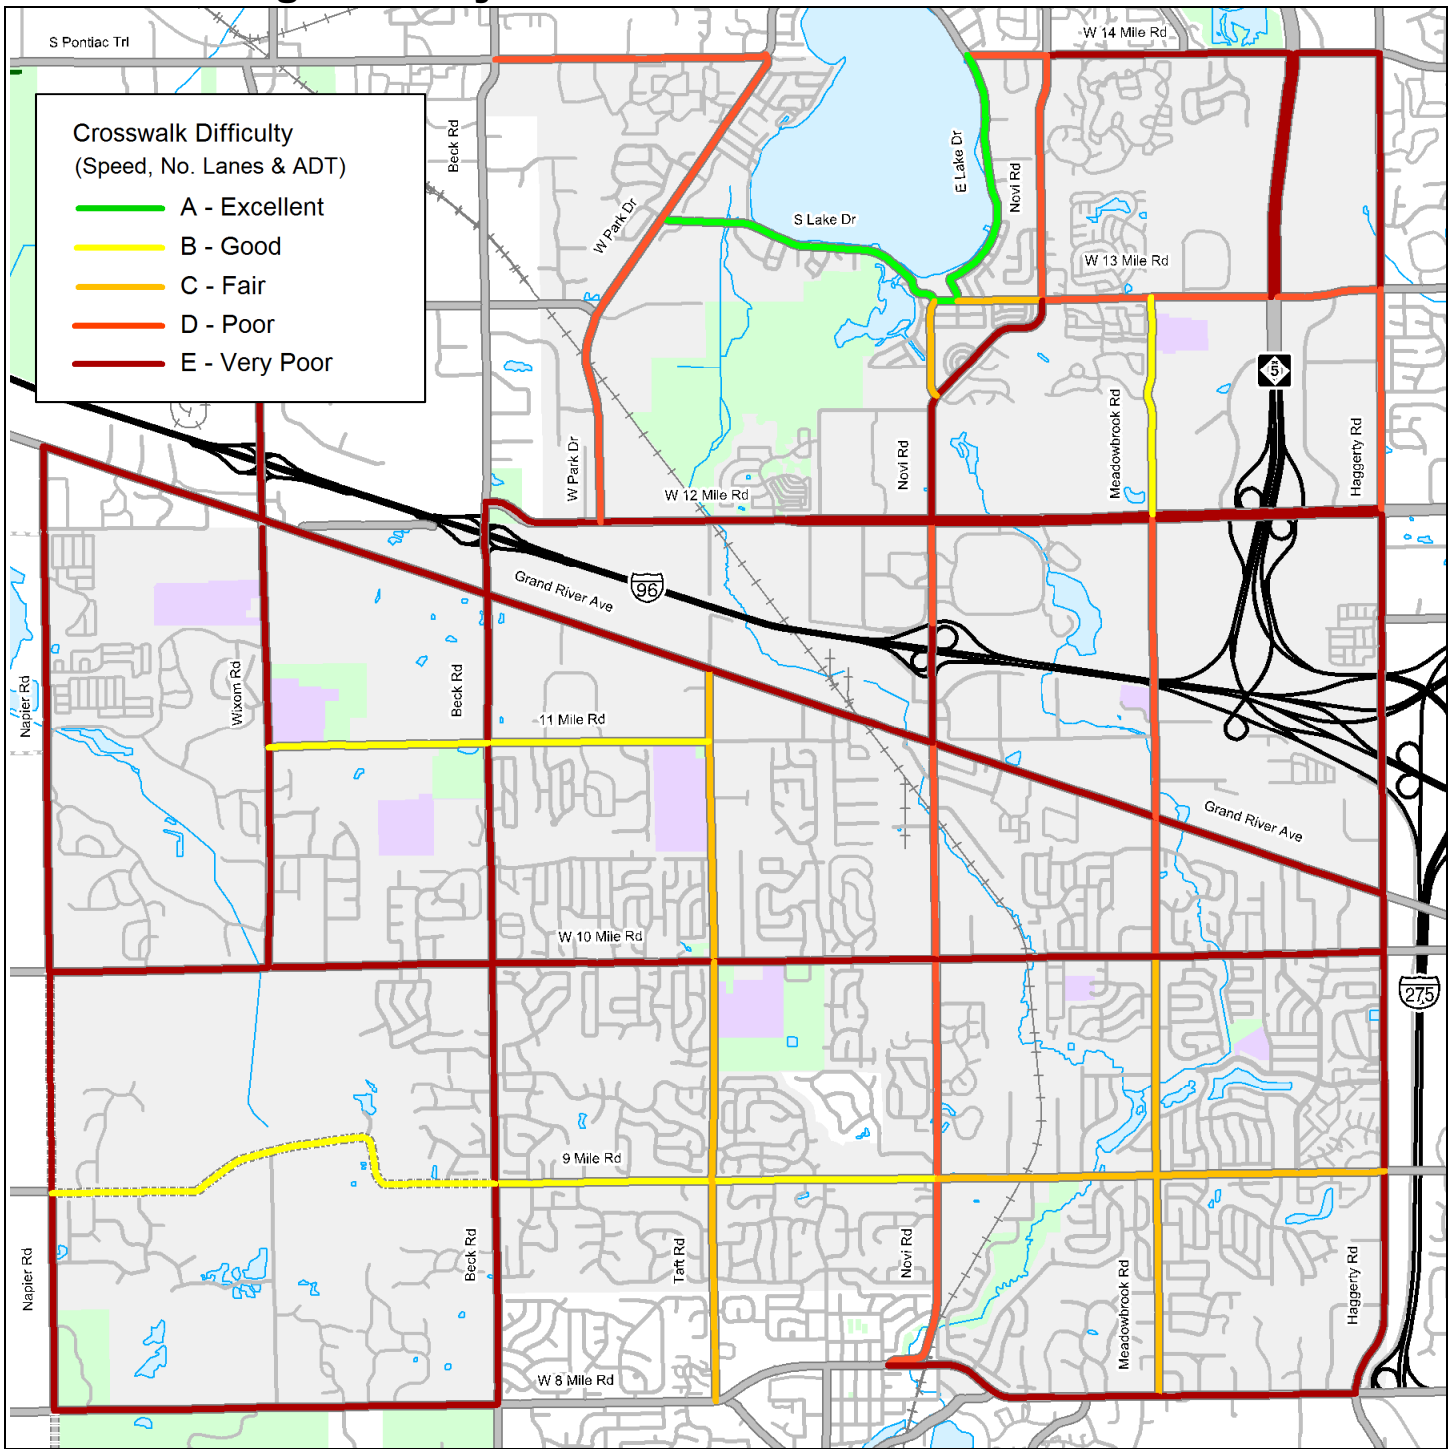 S Pontiac Trl
W 14 Mile Rd
Crosswalk Difficulty
(Speed, No. Lanes & ADT)
A - Excellent
B - Good
C - Fair
D - Poor
E - Very Poor
Beck Rd
E Lake Dr
Novi Rd
W Park Dr
S Lake Dr
W 13 Mile Rd
5
Meadowbrook Rd
Haggerty Rd
W Park Dr
Novi Rd
W 12 Mile Rd
Grand River Ave
96
Napier Rd
Wixom Rd
Beck Rd
11 Mile Rd
Grand River Ave
W 10 Mile Rd
275
9 Mile Rd
Napier Rd
Beck Rd
Taft Rd
Novi Rd
Meadowbrook Rd
Haggerty Rd
W 8 Mile Rd